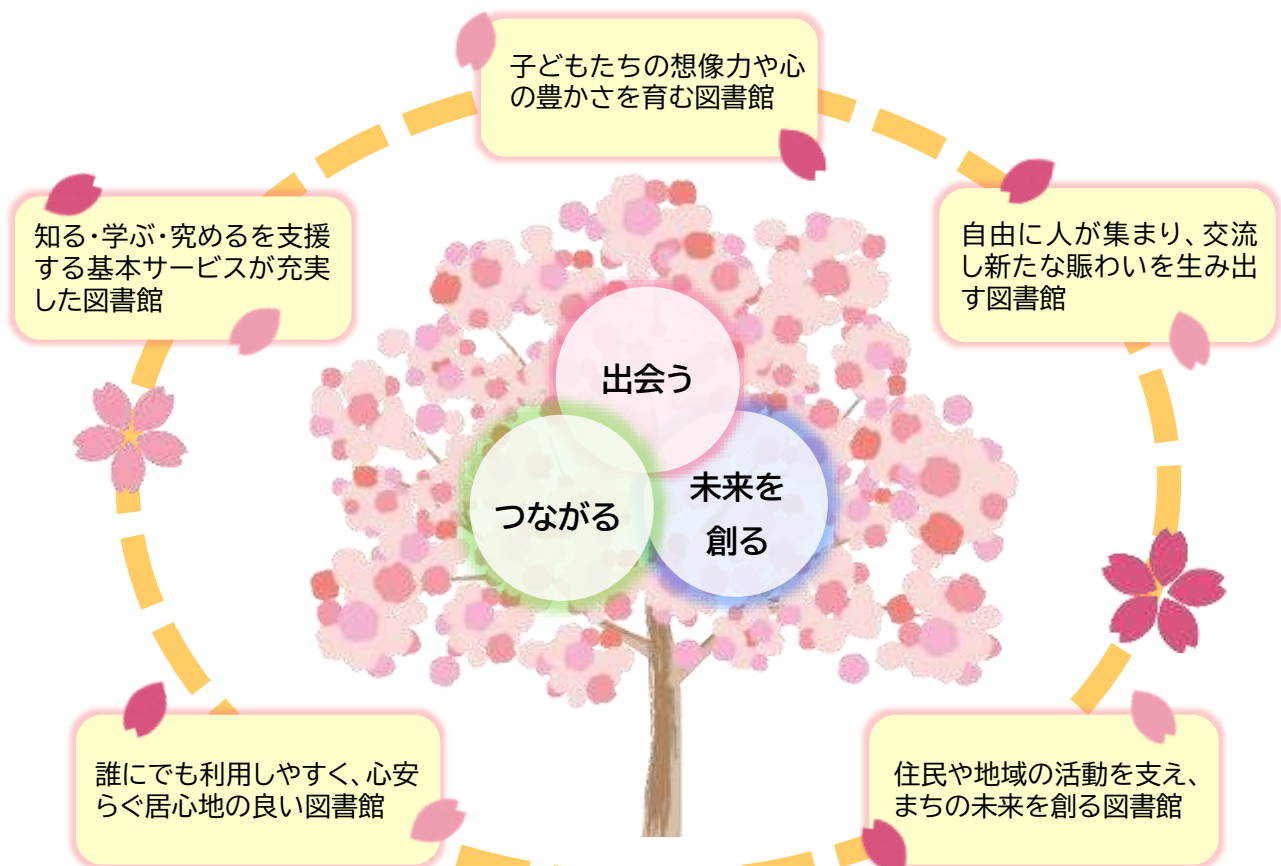 子どもたちの想像力や心
の豊かさを育む図書館
知る・学ぶ・究めるを支援
する基本サービスが充実
した図書館
自由に人が集まり、交流
し新たな賑わいを生み出
す図書館
出会う
つながる
未来を
創る
誰にでも利用しやすく、心安
らぐ居心地の良い図書館
住民や地域の活動を支え、
まちの未来を創る図書館